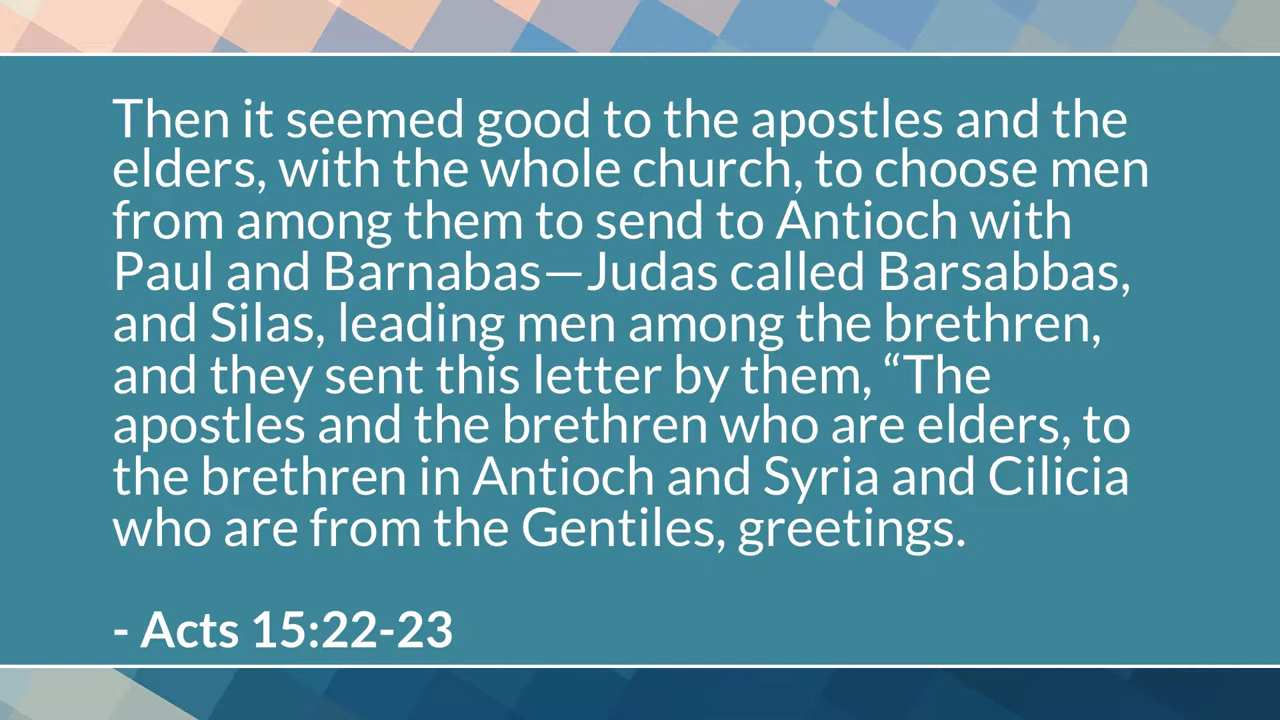 Then it seemed good to the apostles and the
elders, with the whole church, to choose men
from among them to send to Antioch with
Paul and Barnabas—Judas called Barsabbas,
and Silas, leading men among the brethren,
and they sent this letter by them, “The
apostles and the brethren who are elders, to
the brethren in Antioch and Syria and Cilicia
who are from the Gentiles, greetings.
- Acts 15:22-23